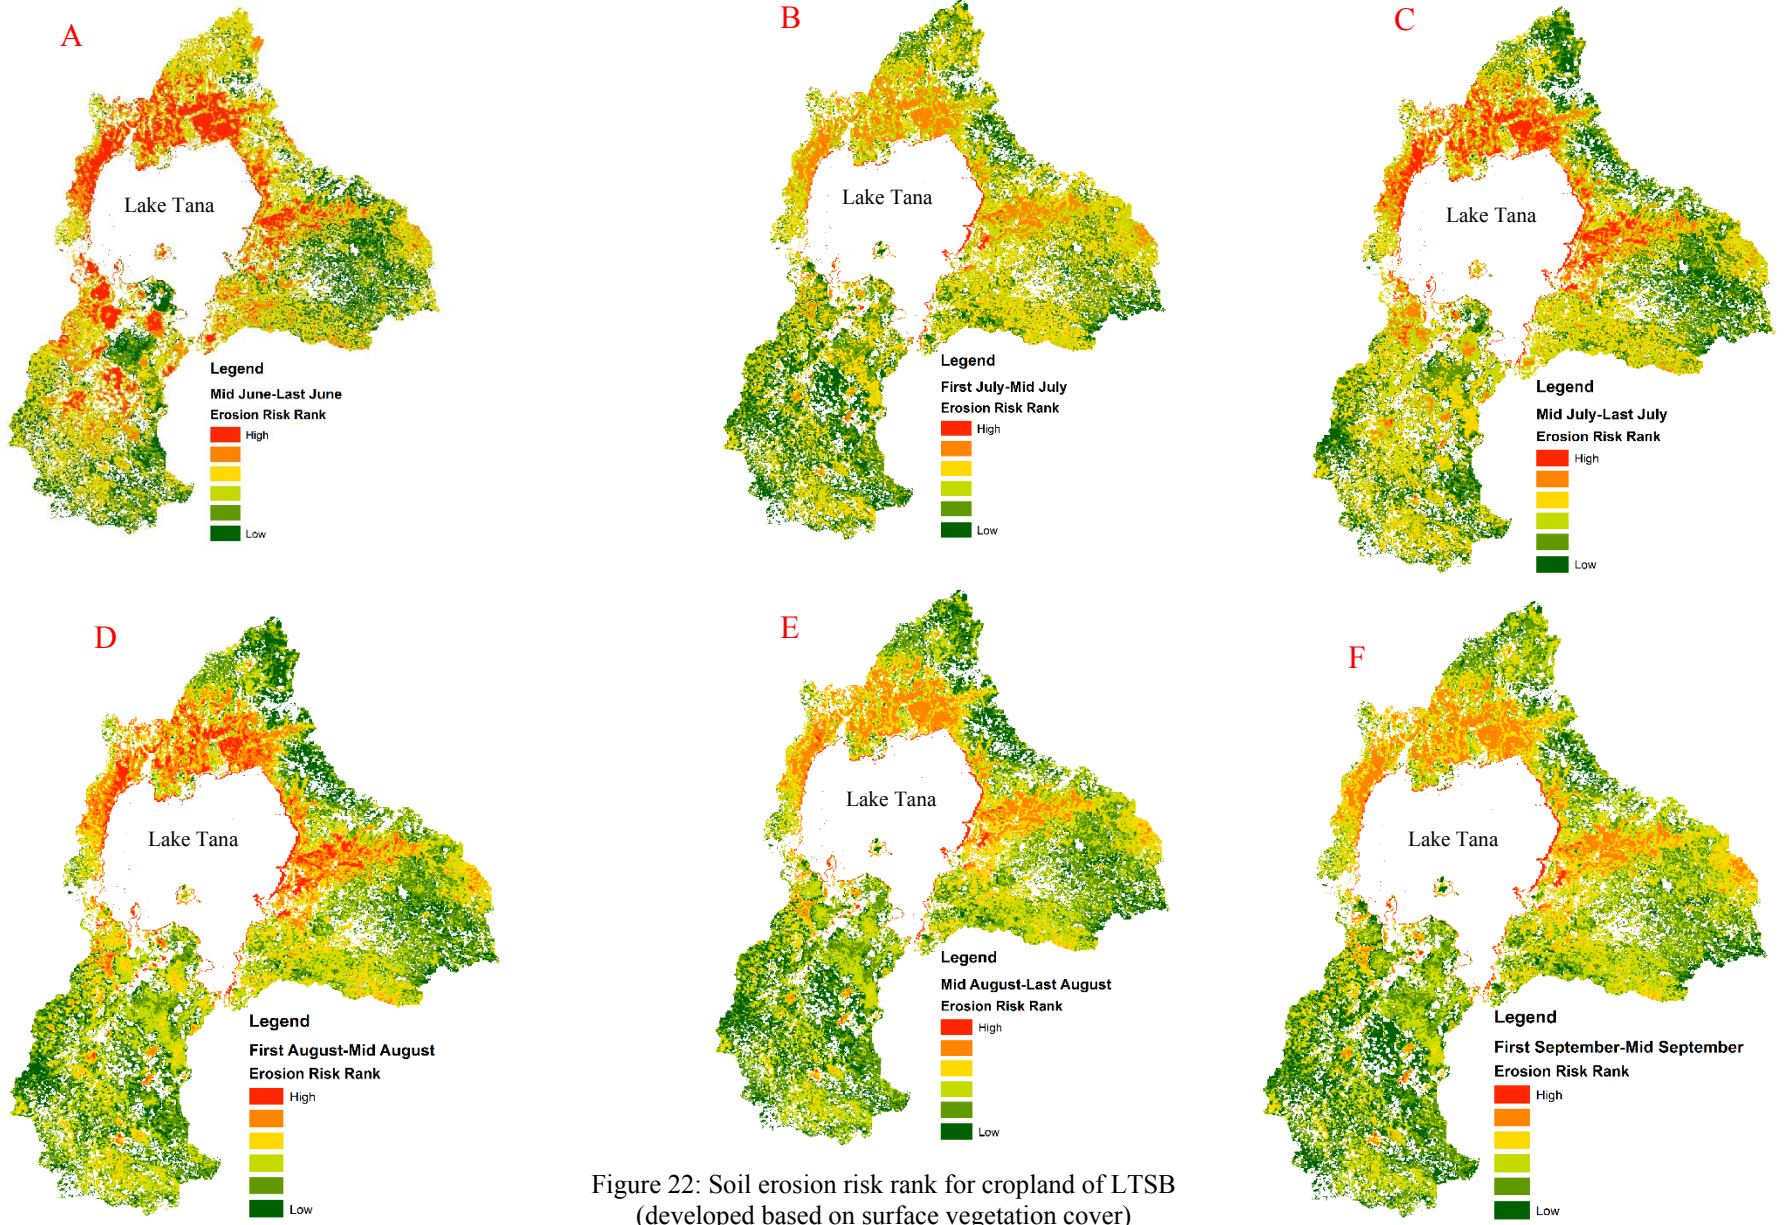 A
Lake Tana
Legend
Mid June-Last June
Erosion Risk Rank
High
Low
B
Lake Tana
Legend
First July-Mid July
Erosion Risk Rank
High
Low
C
Lake Tana
Legend
Mid July-Last July
Erosion Risk Rank
High
Low
D
Lake Tana
Legend
First August-Mid August
Erosion Risk Rank
High
Low
E
Lake Tana
Legend
Mid August-Last August
Erosion Risk Rank
High
Low
F
Lake Tana
Legend
First September-Mid September
Erosion Risk Rank
High
Low
Figure 22: Soil erosion risk rank for cropland of LTSB
(developed based on surface vegetation cover)